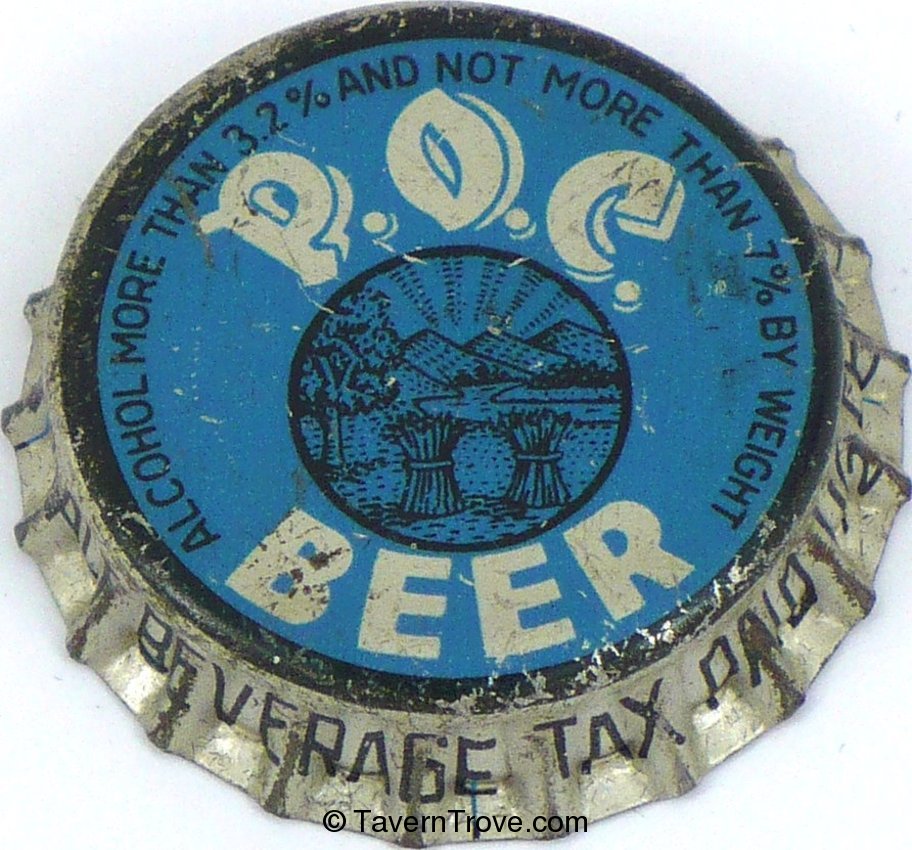 ALCOHOL MORE THAN 3.2% AND NOT MORE THAN 7% BY WEIGHT
P.O.C.
BEER
BEVERAGE TAX PAID
© TavernTrove.com